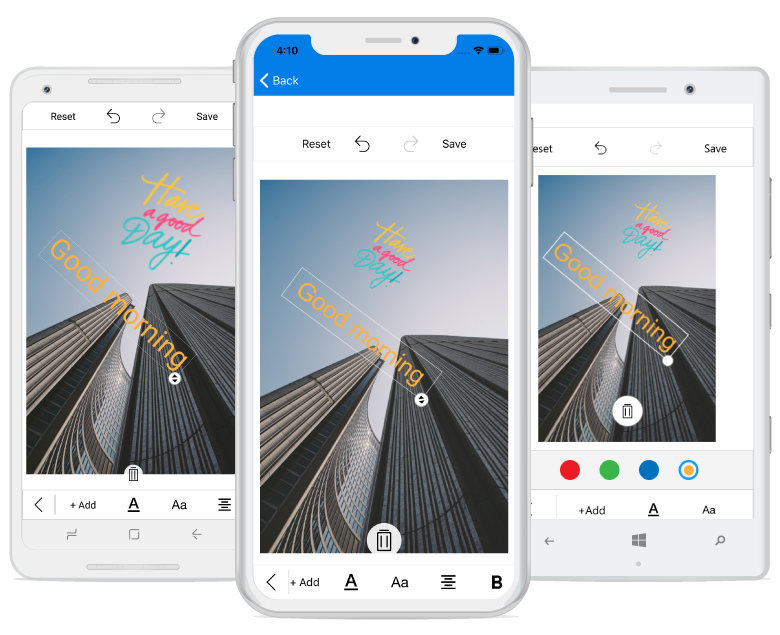 Reset
Save
Have
a good
Day!
Good morning
+ Add
A
Aa
4:10
Back
Reset
Save
Have
a good
Day!
Good morning
+ Add
A
Aa
B
eset
Save
Have
a good
Day!
Good morning
+Add
A
Aa